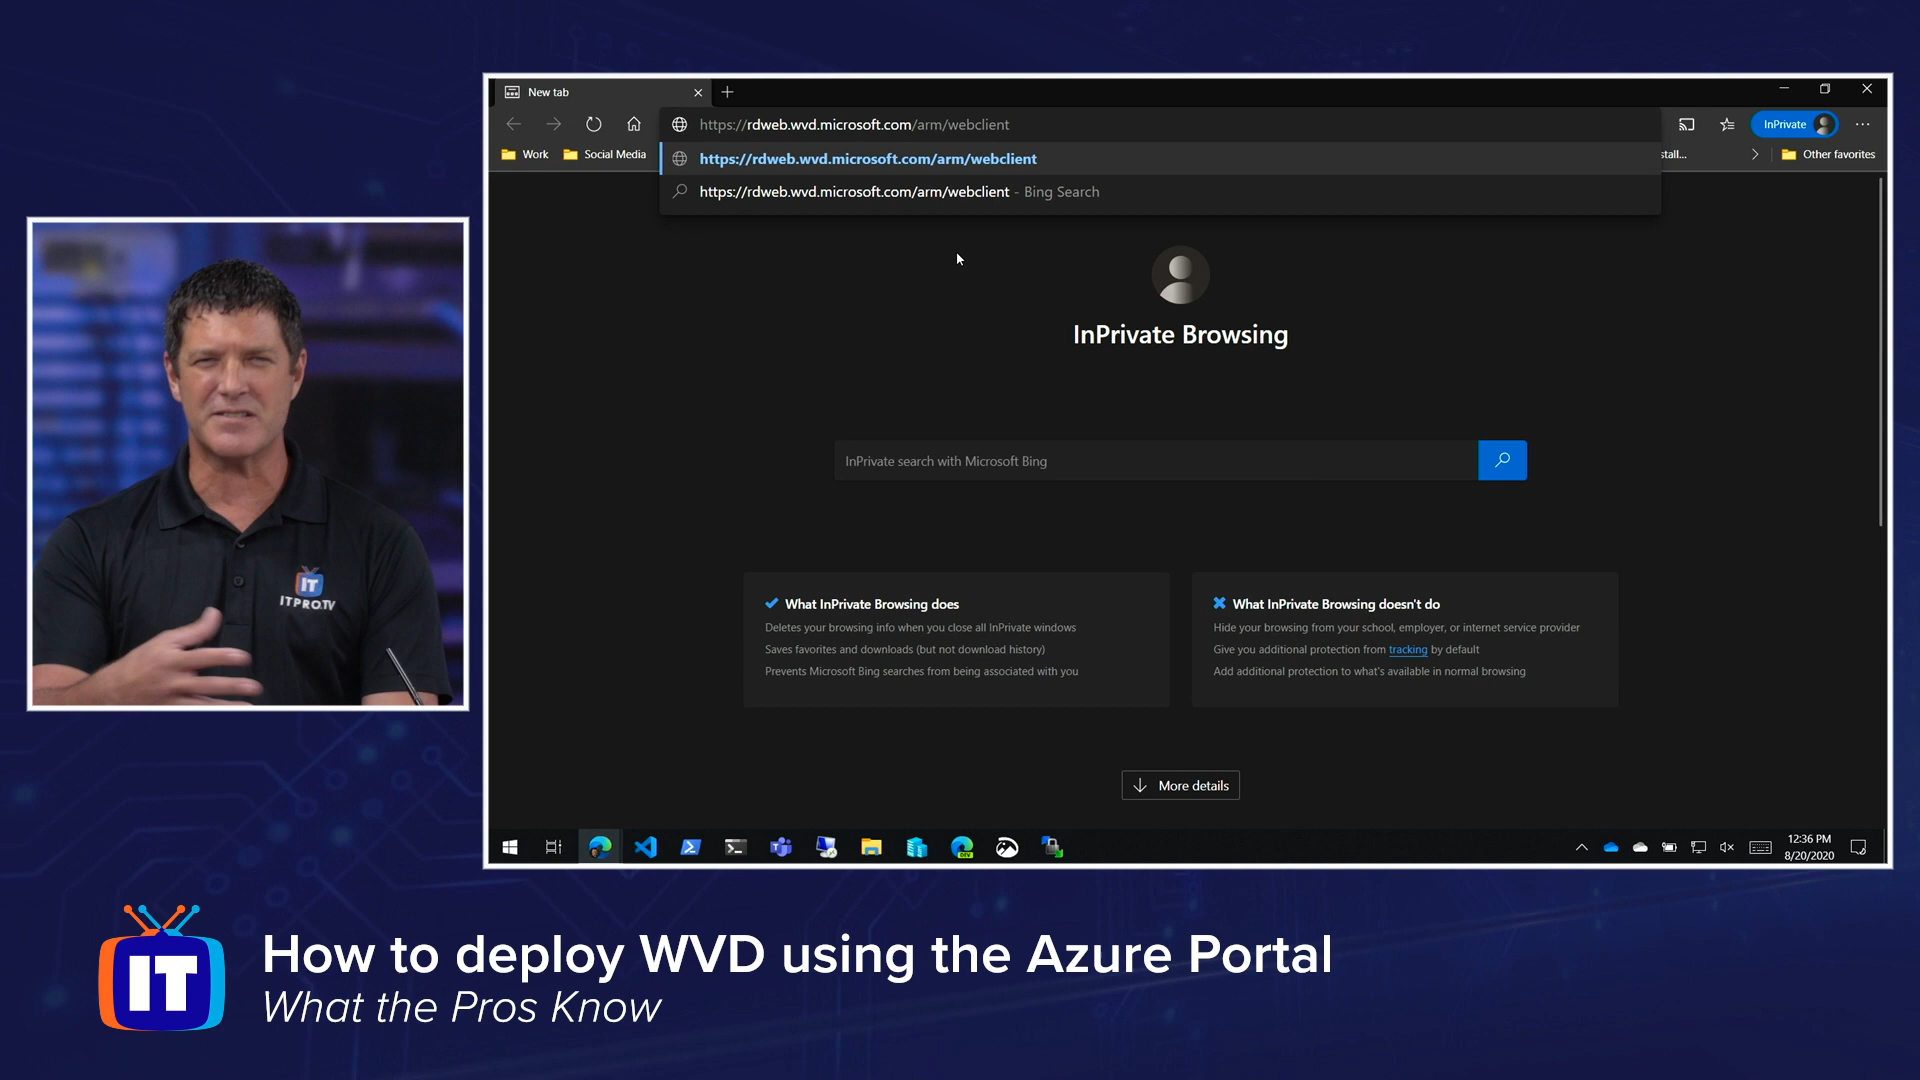 New tab
https://rdweb.wvd.microsoft.com/arm/webclient
InPrivate
Work
Social Media
https://rdweb.wvd.microsoft.com/arm/webclient
stall...
Other favorites
https://rdweb.wvd.microsoft.com/arm/webclient - Bing Search
InPrivate Browsing
InPrivate search with Microsoft Bing
What InPrivate Browsing does
Deletes your browsing info when you close all InPrivate windows
Saves favorites and downloads (but not download history)
Prevents Microsoft Bing searches from being associated with you
What InPrivate Browsing doesn't do
Hide your browsing from your school, employer, or internet service provider
Give you additional protection from tracking by default
Add additional protection to what's available in normal browsing
More details
DEV
12:36 PM
8/20/2020
IT
ITPRO.TV
IT
How to deploy WVD using the Azure Portal
What the Pros Know